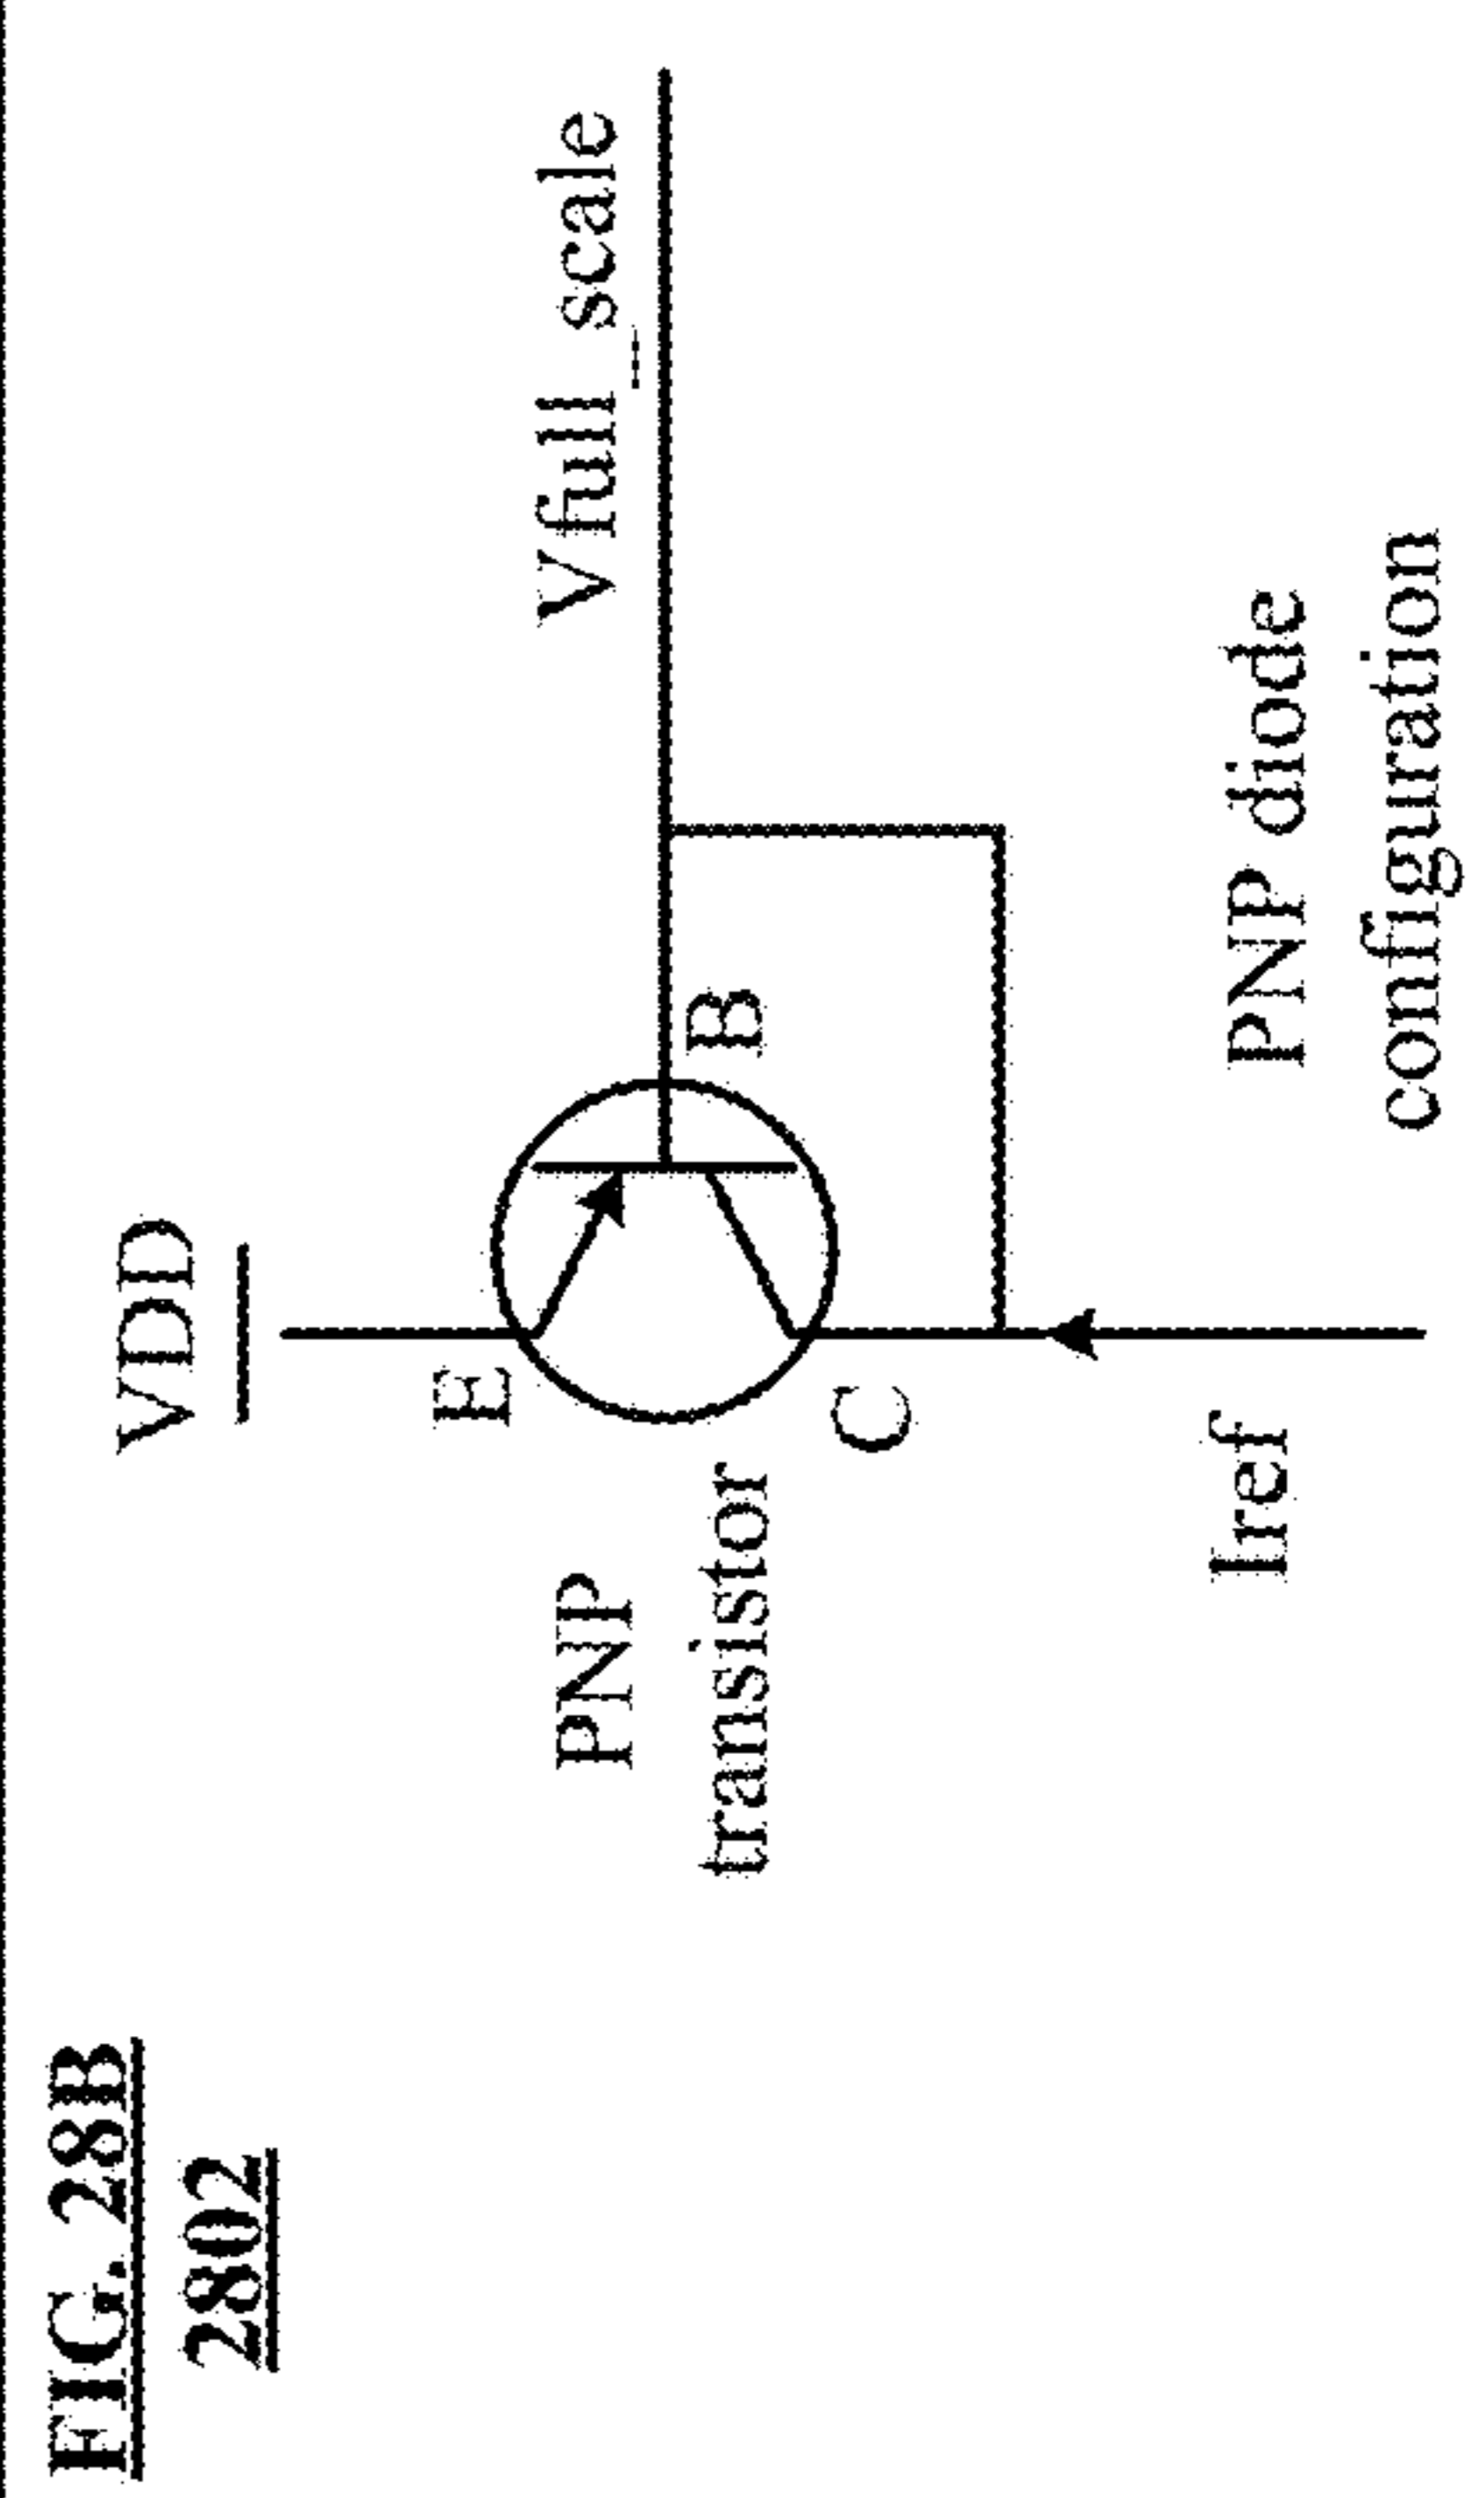 FIG. 28B
2802
VDD
E
PNP
transistor
Vfull_scale
B
C
Iref
PNP diode
configuration